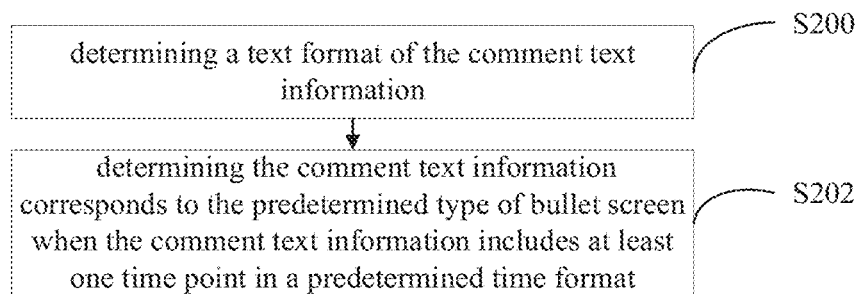 determining a text format of the comment text
information
S200
determining the comment text information
corresponds to the predetermined type of bullet screen
when the comment text information includes at least
one time point in a predetermined time format
S202